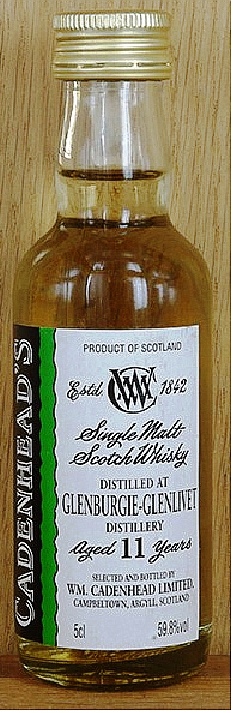 CADENHEAD'S
PRODUCT OF SCOTLAND
Estd. WM 1842
Single Malt
Scotch Whisky
DISTILLED AT
GLENBURGIE-GLENLIVET
DISTILLERY
Aged 11 Years
SELECTED AND BOTTLED BY
WM. CADENHEAD LIMITED,
CAMPBELTOWN, ARGYLL, SCOTLAND
5cl 59.8% vol